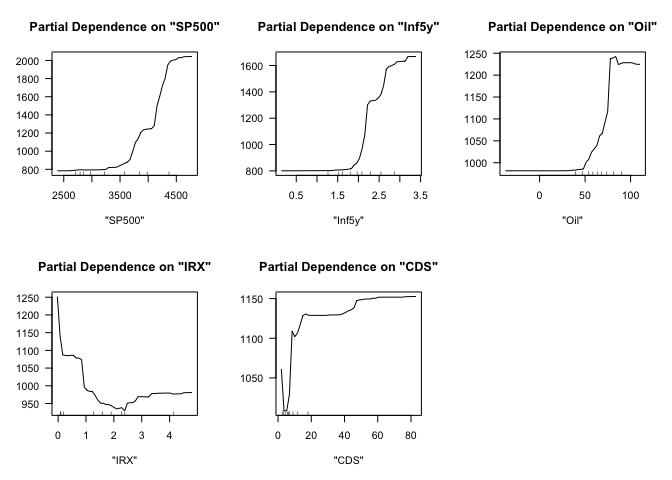 Partial Dependence on "SP500"
2000
1800
1600
1400
1200
1000
800
2500 3500 4500
"SP500"
Partial Dependence on "Inf5y"
1600
1400
1200
1000
800
0.5 1.5 2.5 3.5
"Inf5y"
Partial Dependence on "Oil"
1250
1200
1150
1100
1050
1000
0 50 100
"Oil"
Partial Dependence on "IRX"
1250
1200
1150
1100
1050
1000
950
0 1 2 3 4
"IRX"
Partial Dependence on "CDS"
1150
1100
1050
0 20 40 60 80
"CDS"